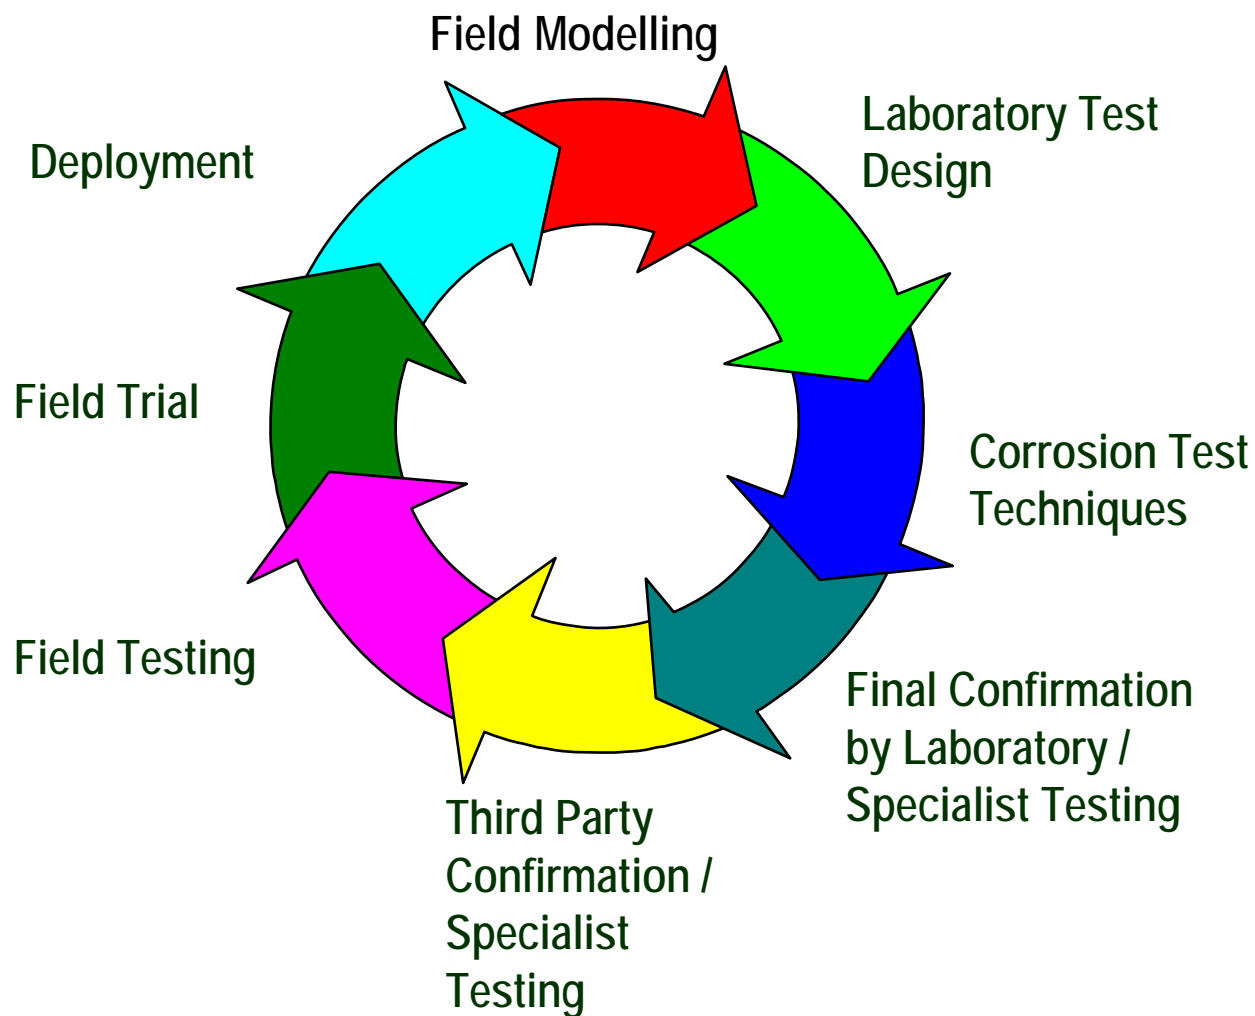 Field Modelling
Laboratory Test
Design
Corrosion Test
Techniques
Final Confirmation
by Laboratory /
Specialist Testing
Third Party
Confirmation /
Specialist
Testing
Field Testing
Field Trial
Deployment